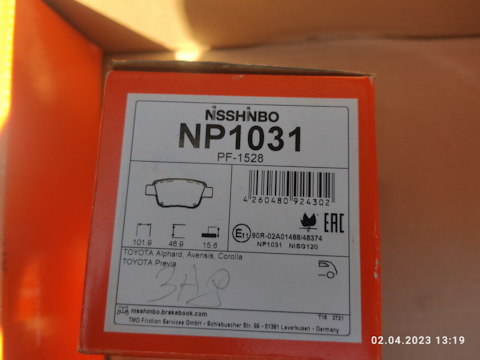 NISSHINBO
NP1031
PF-1528
4 260480 924302
101.9 46.9 15.6
E11 90R-02A01488/48374
NP1031 NISG120
EAC
TOYOTA Alphard, Avensis, Corolla
TOYOTA Previa
ЗАД
nisshinbo.brakebook.com
TMD Friction Services GmbH - Schlebuscher Str. 99 - 51381 Leverkusen - Germany
02.04.2023 13:19